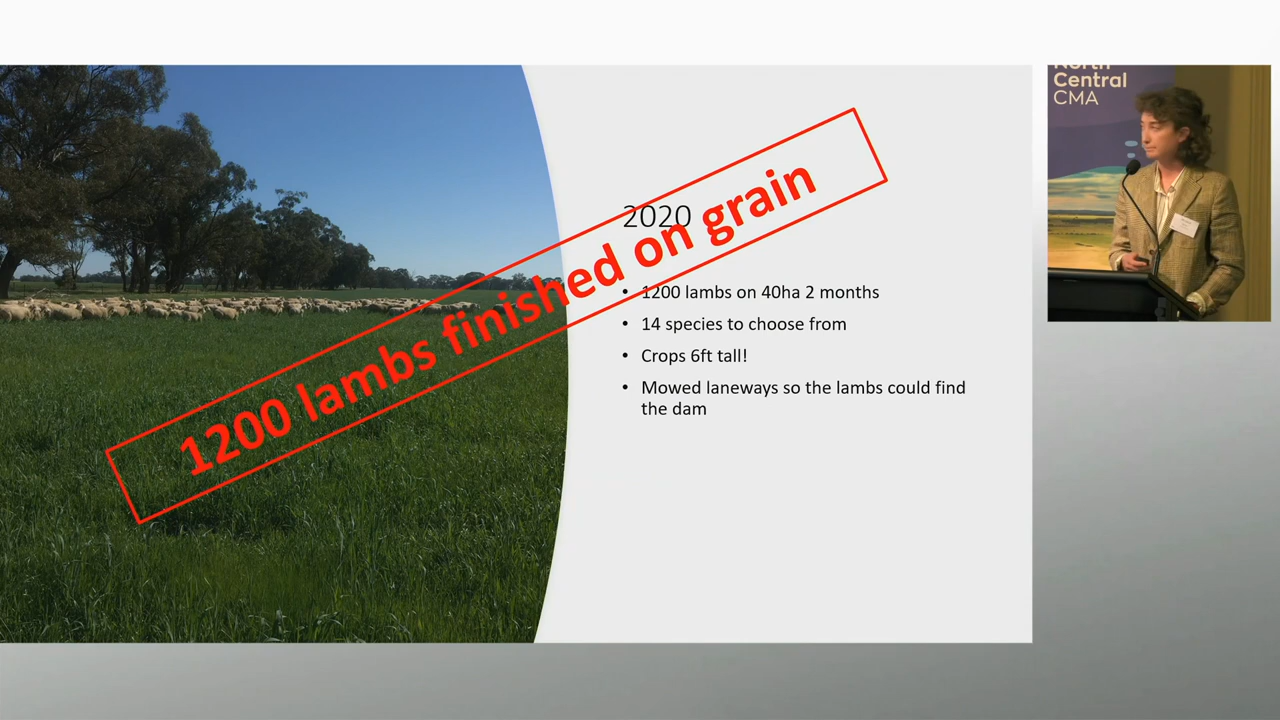 2020
1200 lambs finished on grain
• 1200 lambs on 40ha 2 months
• 14 species to choose from
• Crops 6ft tall!
• Mowed laneways so the lambs could find
the dam
North
Central
CMA